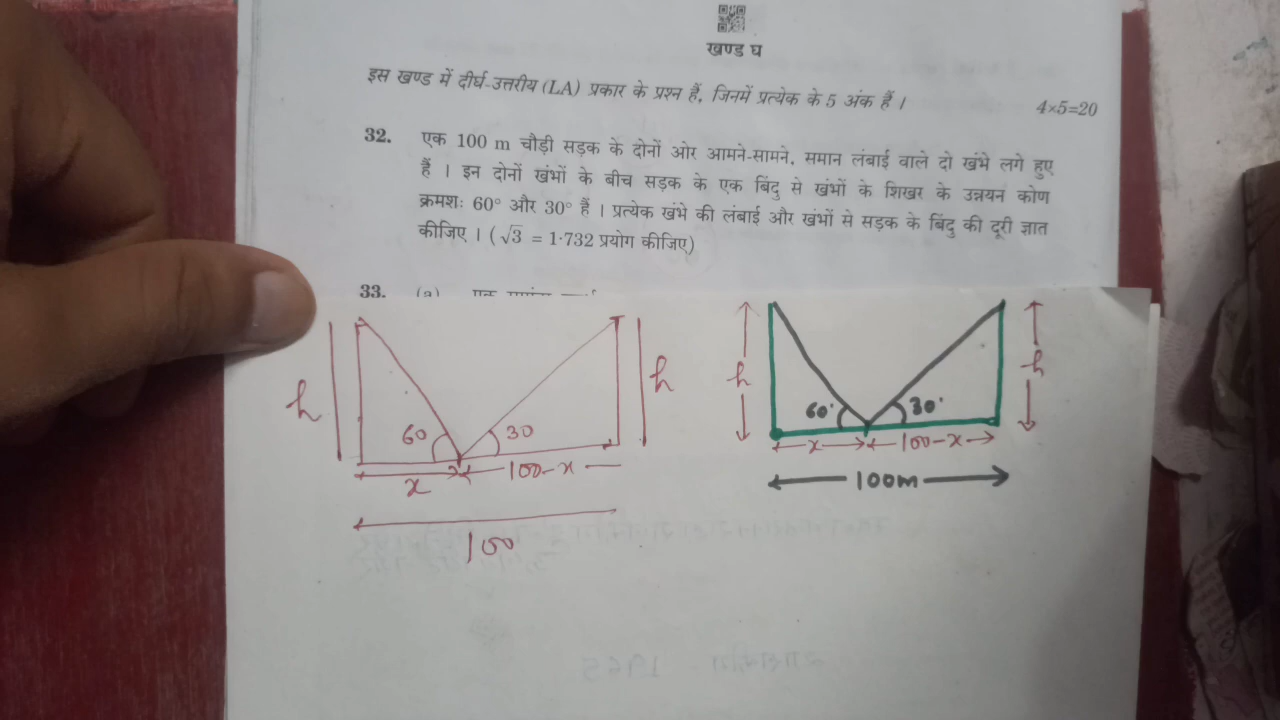 खण्ड घ
इस खण्ड में दीर्घ-उत्तरीय (LA) प्रकार के प्रश्न हैं, जिनमें प्रत्येक के 5 अंक हैं ।
4×5=20
32. एक 100 m चौड़ी सड़क के दोनों ओर आमने-सामने, समान लंबाई वाले दो खंभे लगे हुए
हैं । इन दोनों खंभों के बीच सड़क के एक बिंदु से खंभों के शिखर के उन्नयन कोण
क्रमशः 60° और 30° हैं । प्रत्येक खंभे की लंबाई और खंभों से सड़क के बिंदु की दूरी ज्ञात
कीजिए । ( √3 = 1·732 प्रयोग कीजिए)
33. (a) एक
h 60 30 h
x 100-x
100
h 60° 30° h
x 100-x
100m